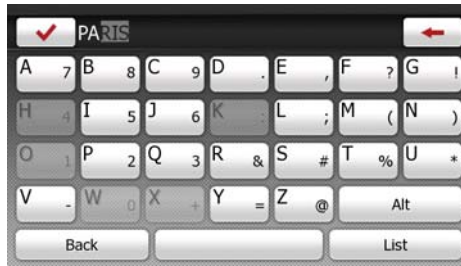 PARIS
A 7 B 8 C 9 D . E , F ? G !
H 4 I 5 J 6 K : L ; M ( N )
O 1 P 2 Q 3 R & S # T % U *
V - W 0 X + Y = Z @ Alt
Back List